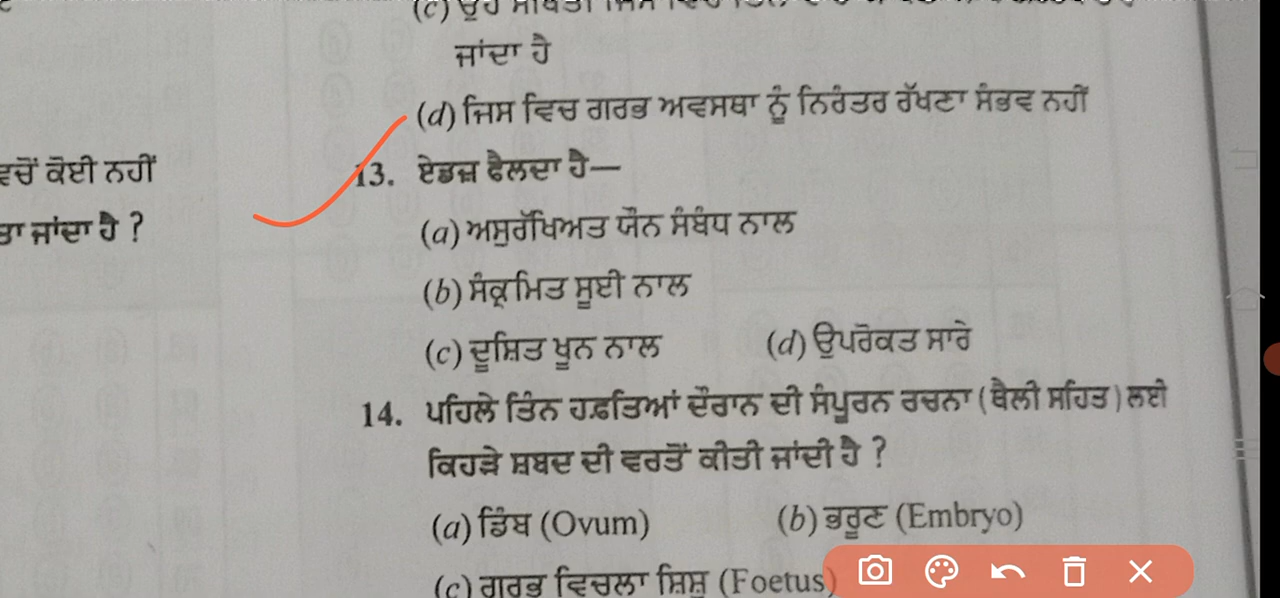 (c)
ਜਾਂਦਾ ਹੈ
(d) ਜਿਸ ਵਿਚ ਗਰਭ ਅਵਸਥਾ ਨੂੰ ਨਿਰੰਤਰ ਰੱਖਣਾ ਸੰਭਵ ਨਹੀਂ
ਕੋਈ ਨਹੀਂ
ਜਾਂਦਾ ਹੈ ?
13. ਏਡਜ਼ ਫੈਲਦਾ ਹੈ—
(a) ਅਸੁਰੱਖਿਅਤ ਯੌਨ ਸੰਬੰਧ ਨਾਲ
(b) ਸੰਕ੍ਰਮਿਤ ਸੂਈ ਨਾਲ
(c) ਦੂਸ਼ਿਤ ਖੂਨ ਨਾਲ (d) ਉਪਰੋਕਤ ਸਾਰੇ
14. ਪਹਿਲੇ ਤਿੰਨ ਹਫ਼ਤਿਆਂ ਦੌਰਾਨ ਦੀ ਸੰਪੂਰਨ ਰਚਨਾ (ਥੈਲੀ ਸਹਿਤ) ਲਈ
ਕਿਹੜੇ ਸ਼ਬਦ ਦੀ ਵਰਤੋਂ ਕੀਤੀ ਜਾਂਦੀ ਹੈ ?
(a) ਡਿੰਬ (Ovum) (b) ਭਰੂਣ (Embryo)
(c) ਗਰਭ ਵਿਚਲਾ ਸ਼ਿਸ਼ੂ (Foetus)